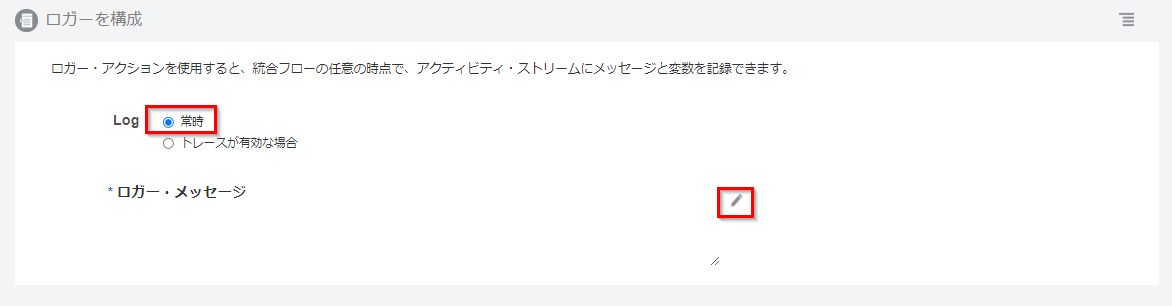 ロガーを構成
ロガー・アクションを使用すると、統合フローの任意の時点で、アクティビティ・ストリームにメッセージと変数を記録できます。
Log 常時
トレースが有効な場合
* ロガー・メッセージ